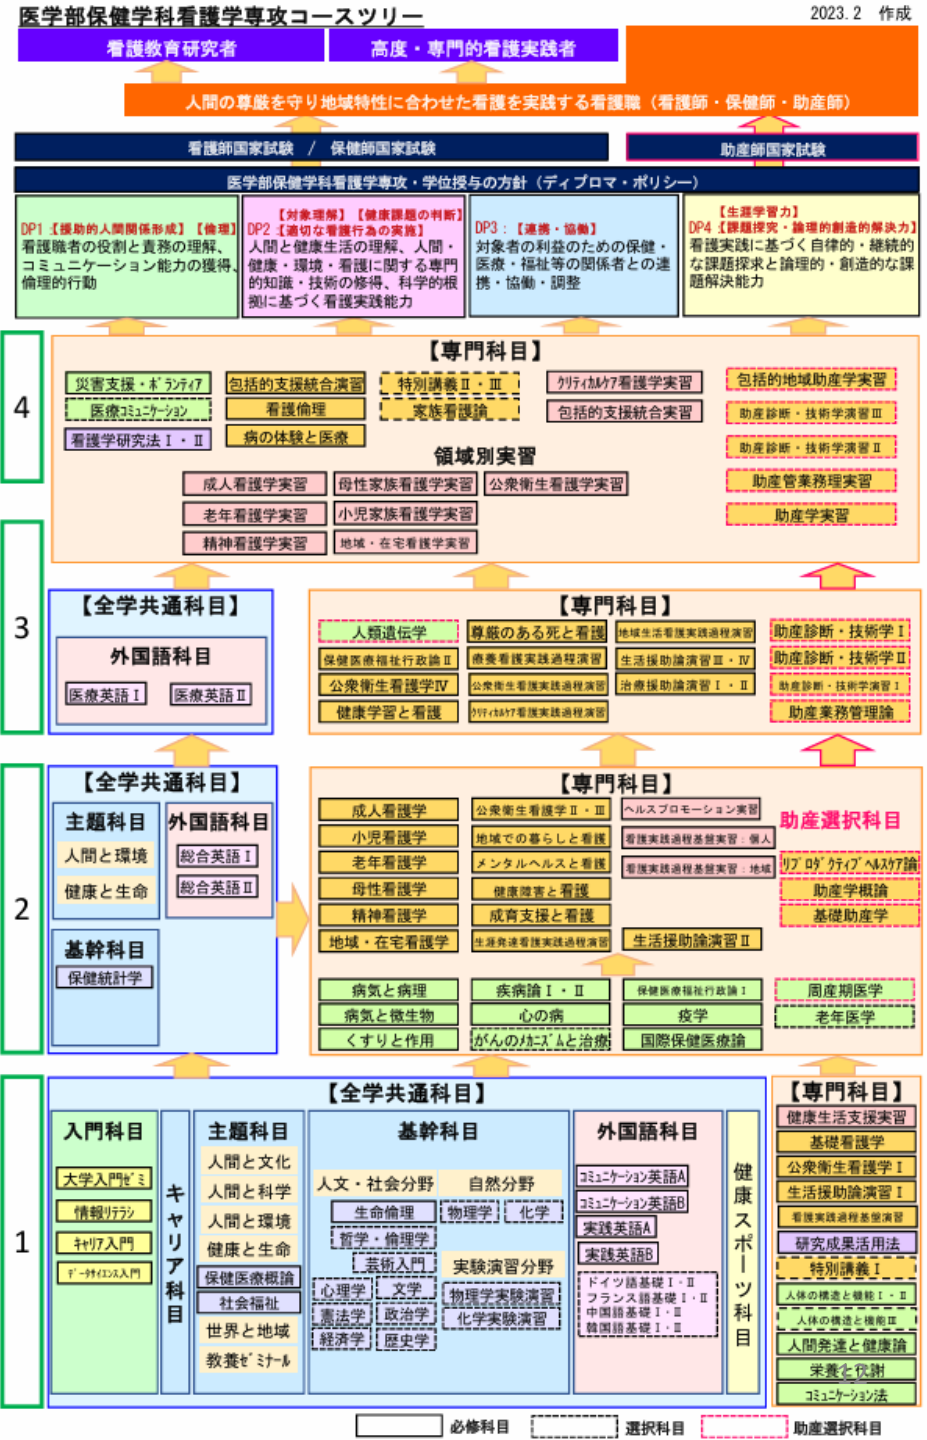 医学部保健学科看護学専攻コースツリー
2023.2 作成
看護教育研究者
高度・専門的看護実践者
人間の尊厳を守り地域特性に合わせた看護を実践する看護職（看護師・保健師・助産師）
看護師国家試験 / 保健師国家試験
助産師国家試験
医学部保健学科看護学専攻・学位授与の方針（ディプロマ・ポリシー）
DP1：【援助的人間関係形成】【倫理】
看護職者の役割と責務の理解、
コミュニケーション能力の獲得、
倫理的行動
【対象理解】【健康課題の判断】
DP2：【適切な看護行為の実施】
人間と健康生活の理解、人間・
健康・環境・看護に関する専門
的知識・技術の修得、科学的根
拠に基づく看護実践能力
DP3：【連携・協働】
対象者の利益のための保健・
医療・福祉等の関係者との連
携・協働・調整
【生涯学習力】
DP4：【課題探究・論理的創造的解決力】
看護実践に基づく自律的・継続的
な課題探求と論理的・創造的な課
題解決能力
4
【専門科目】
災害支援・ボランティア
医療コミュニケーション
看護学研究法Ⅰ・Ⅱ
包括的支援統合演習
看護倫理
病の体験と医療
特別講義Ⅱ・Ⅲ
家族看護論
クリティカルケア看護学実習
包括的支援統合実習
包括的地域助産学実習
助産診断・技術学演習Ⅲ
助産診断・技術学演習Ⅱ
助産管業務理実習
助産学実習
領域別実習
成人看護学実習
母性家族看護学実習
公衆衛生看護学実習
老年看護学実習
小児家族看護学実習
精神看護学実習
地域・在宅看護学実習
3
【全学共通科目】
外国語科目
医療英語Ⅰ
医療英語Ⅱ
【専門科目】
人類遺伝学
保健医療福祉行政論Ⅱ
公衆衛生看護学Ⅳ
健康学習と看護
尊厳のある死と看護
療養看護実践過程演習
公衆衛生看護実践過程演習
クリティカルケア看護実践過程演習
地域生活看護実践過程演習
生活援助論演習Ⅲ・Ⅳ
治療援助論演習Ⅰ・Ⅱ
助産診断・技術学Ⅰ
助産診断・技術学Ⅱ
助産診断・技術学演習Ⅰ
助産業務管理論
2
【全学共通科目】
主題科目
人間と環境
健康と生命
外国語科目
総合英語Ⅰ
総合英語Ⅱ
基幹科目
保健統計学
【専門科目】
成人看護学
小児看護学
老年看護学
母性看護学
精神看護学
地域・在宅看護学
公衆衛生看護学Ⅱ・Ⅲ
地域での暮らしと看護
メンタルヘルスと看護
健康障害と看護
成育支援と看護
生涯発達看護実践過程演習
ヘルスプロモーション実習
看護実践過程基盤実習：個人
看護実践過程基盤実習：地域
生活援助論演習Ⅱ
助産選択科目
リプロダクティブヘルスケア論
助産学概論
基礎助産学
病気と病理
病気と微生物
くすりと作用
疾病論Ⅰ・Ⅱ
心の病
がんのメカニズムと治療
保健医療福祉行政論Ⅰ
疫学
国際保健医療論
周産期医学
老年医学
1
【全学共通科目】
入門科目
大学入門ゼミ
情報リテラシ
キャリア入門
データサイエンス入門
キャリア科目
主題科目
人間と文化
人間と科学
人間と環境
健康と生命
保健医療概論
社会福祉
世界と地域
教養ゼミナール
基幹科目
人文・社会分野
生命倫理
哲学・倫理学
芸術入門
心理学
文学
憲法学
政治学
経済学
歴史学
自然分野
物理学
化学
実験演習分野
物理学実験演習
化学実験演習
外国語科目
コミュニケーション英語A
コミュニケーション英語B
実践英語A
実践英語B
ドイツ語基礎Ⅰ・Ⅱ
フランス語基礎Ⅰ・Ⅱ
中国語基礎Ⅰ・Ⅱ
韓国語基礎Ⅰ・Ⅱ
健康スポーツ科目
【専門科目】
健康生活支援実習
基礎看護学
公衆衛生看護学Ⅰ
生活援助論演習Ⅰ
看護実践過程基盤演習
研究成果活用法
特別講義Ⅰ
人体の構造と機能Ⅰ・Ⅱ
人体の構造と機能Ⅲ
人間発達と健康論
栄養と代謝
コミュニケーション法
必修科目
選択科目
助産選択科目